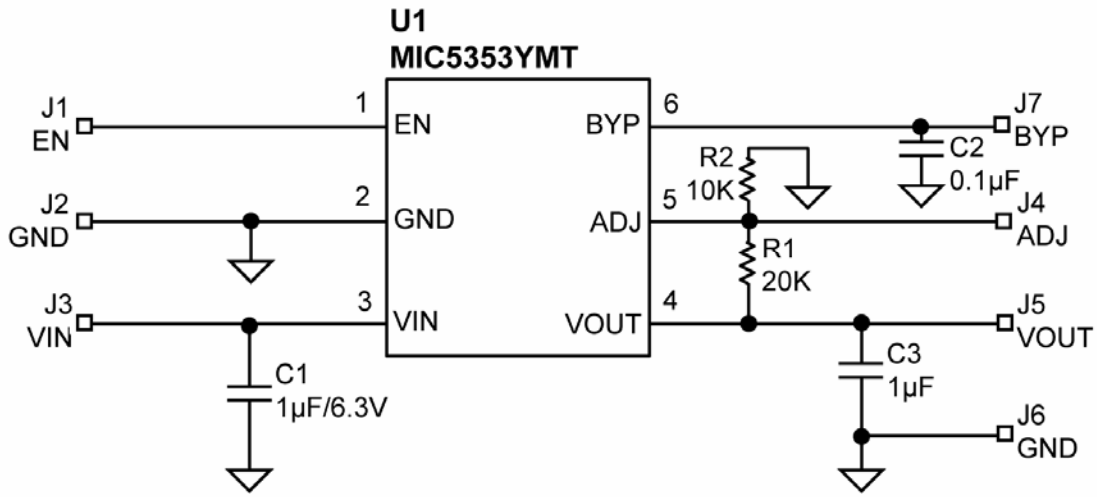 U1
MIC5353YMT
J1
EN
1
EN
BYP
6
J7
BYP
C2
0.1µF
R2
10K
J2
GND
2
GND
ADJ
5
J4
ADJ
R1
20K
J3
VIN
3
VIN
VOUT
4
J5
VOUT
C1
1µF/6.3V
C3
1µF
J6
GND